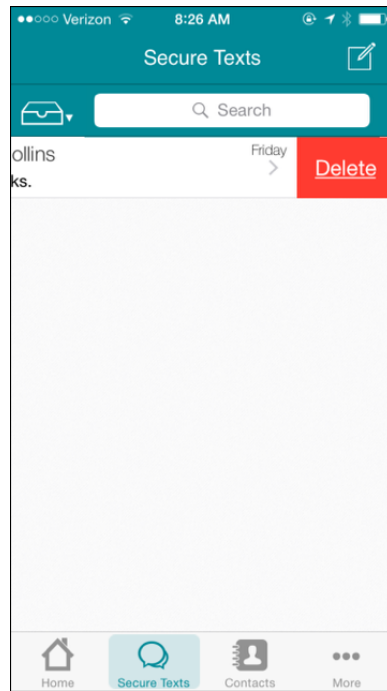 Verizon 8:26 AM
Secure Texts
Search
ollins Friday
ks.
Delete
Home Secure Texts Contacts More